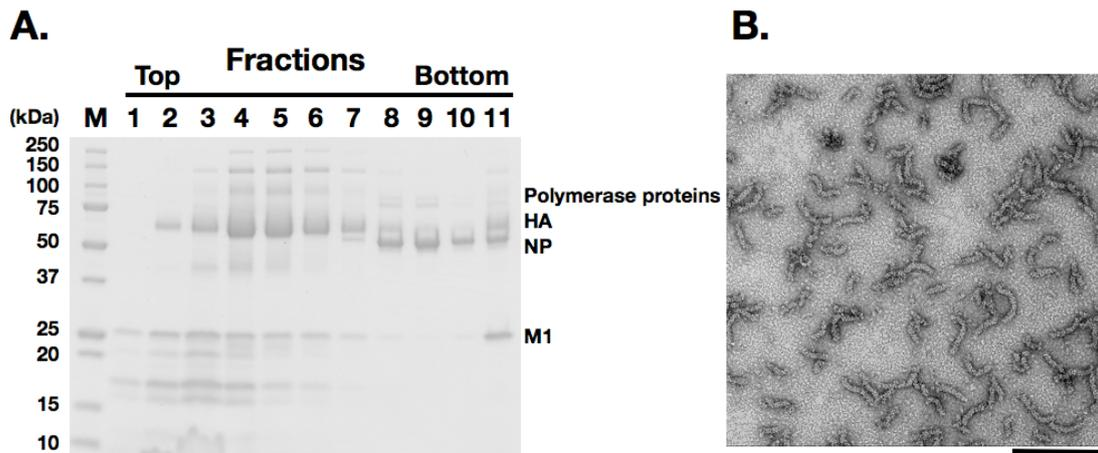 A.
B.
Fractions
Top Bottom
(kDa) M 1 2 3 4 5 6 7 8 9 10 11
250
150
100
75
50
37
25
20
15
10
Polymerase proteins
HA
NP
M1